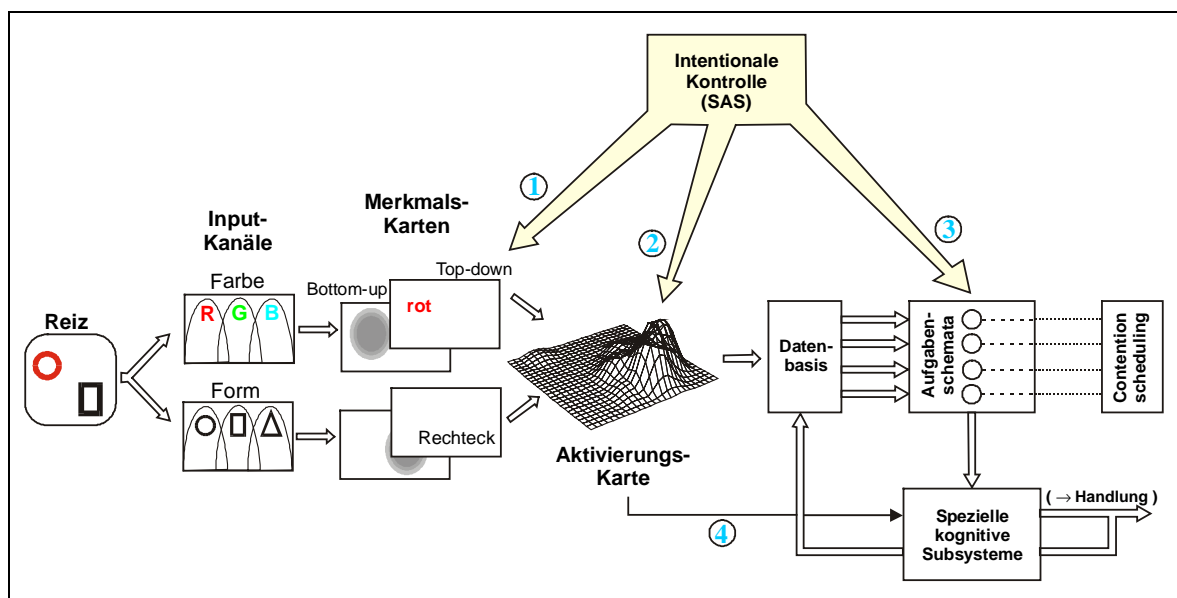 Intentionale
Kontrolle
(SAS)
1
2
3
Input-
Kanäle
Merkmals-
Karten
Reiz
Farbe
R G B
Bottom-up
Top-down
rot
Form
Rechteck
Aktivierungs-
Karte
Daten-
basis
Aufgaben-
schemata
Contention
scheduling
4
Spezielle
kognitive
Subsysteme
( → Handlung )